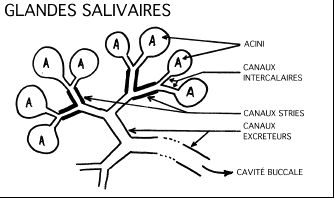 GLANDES SALIVAIRES
A
A
A
A
A
A
A
A
ACINI
CANAUX
INTERCALAIRES
CANAUX STRIES
CANAUX
EXCRETEURS
CAVITÉ BUCCALE